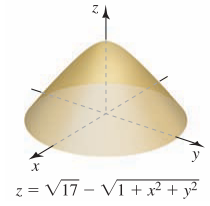 z
x
y
z = √17 − √1 + x² + y²